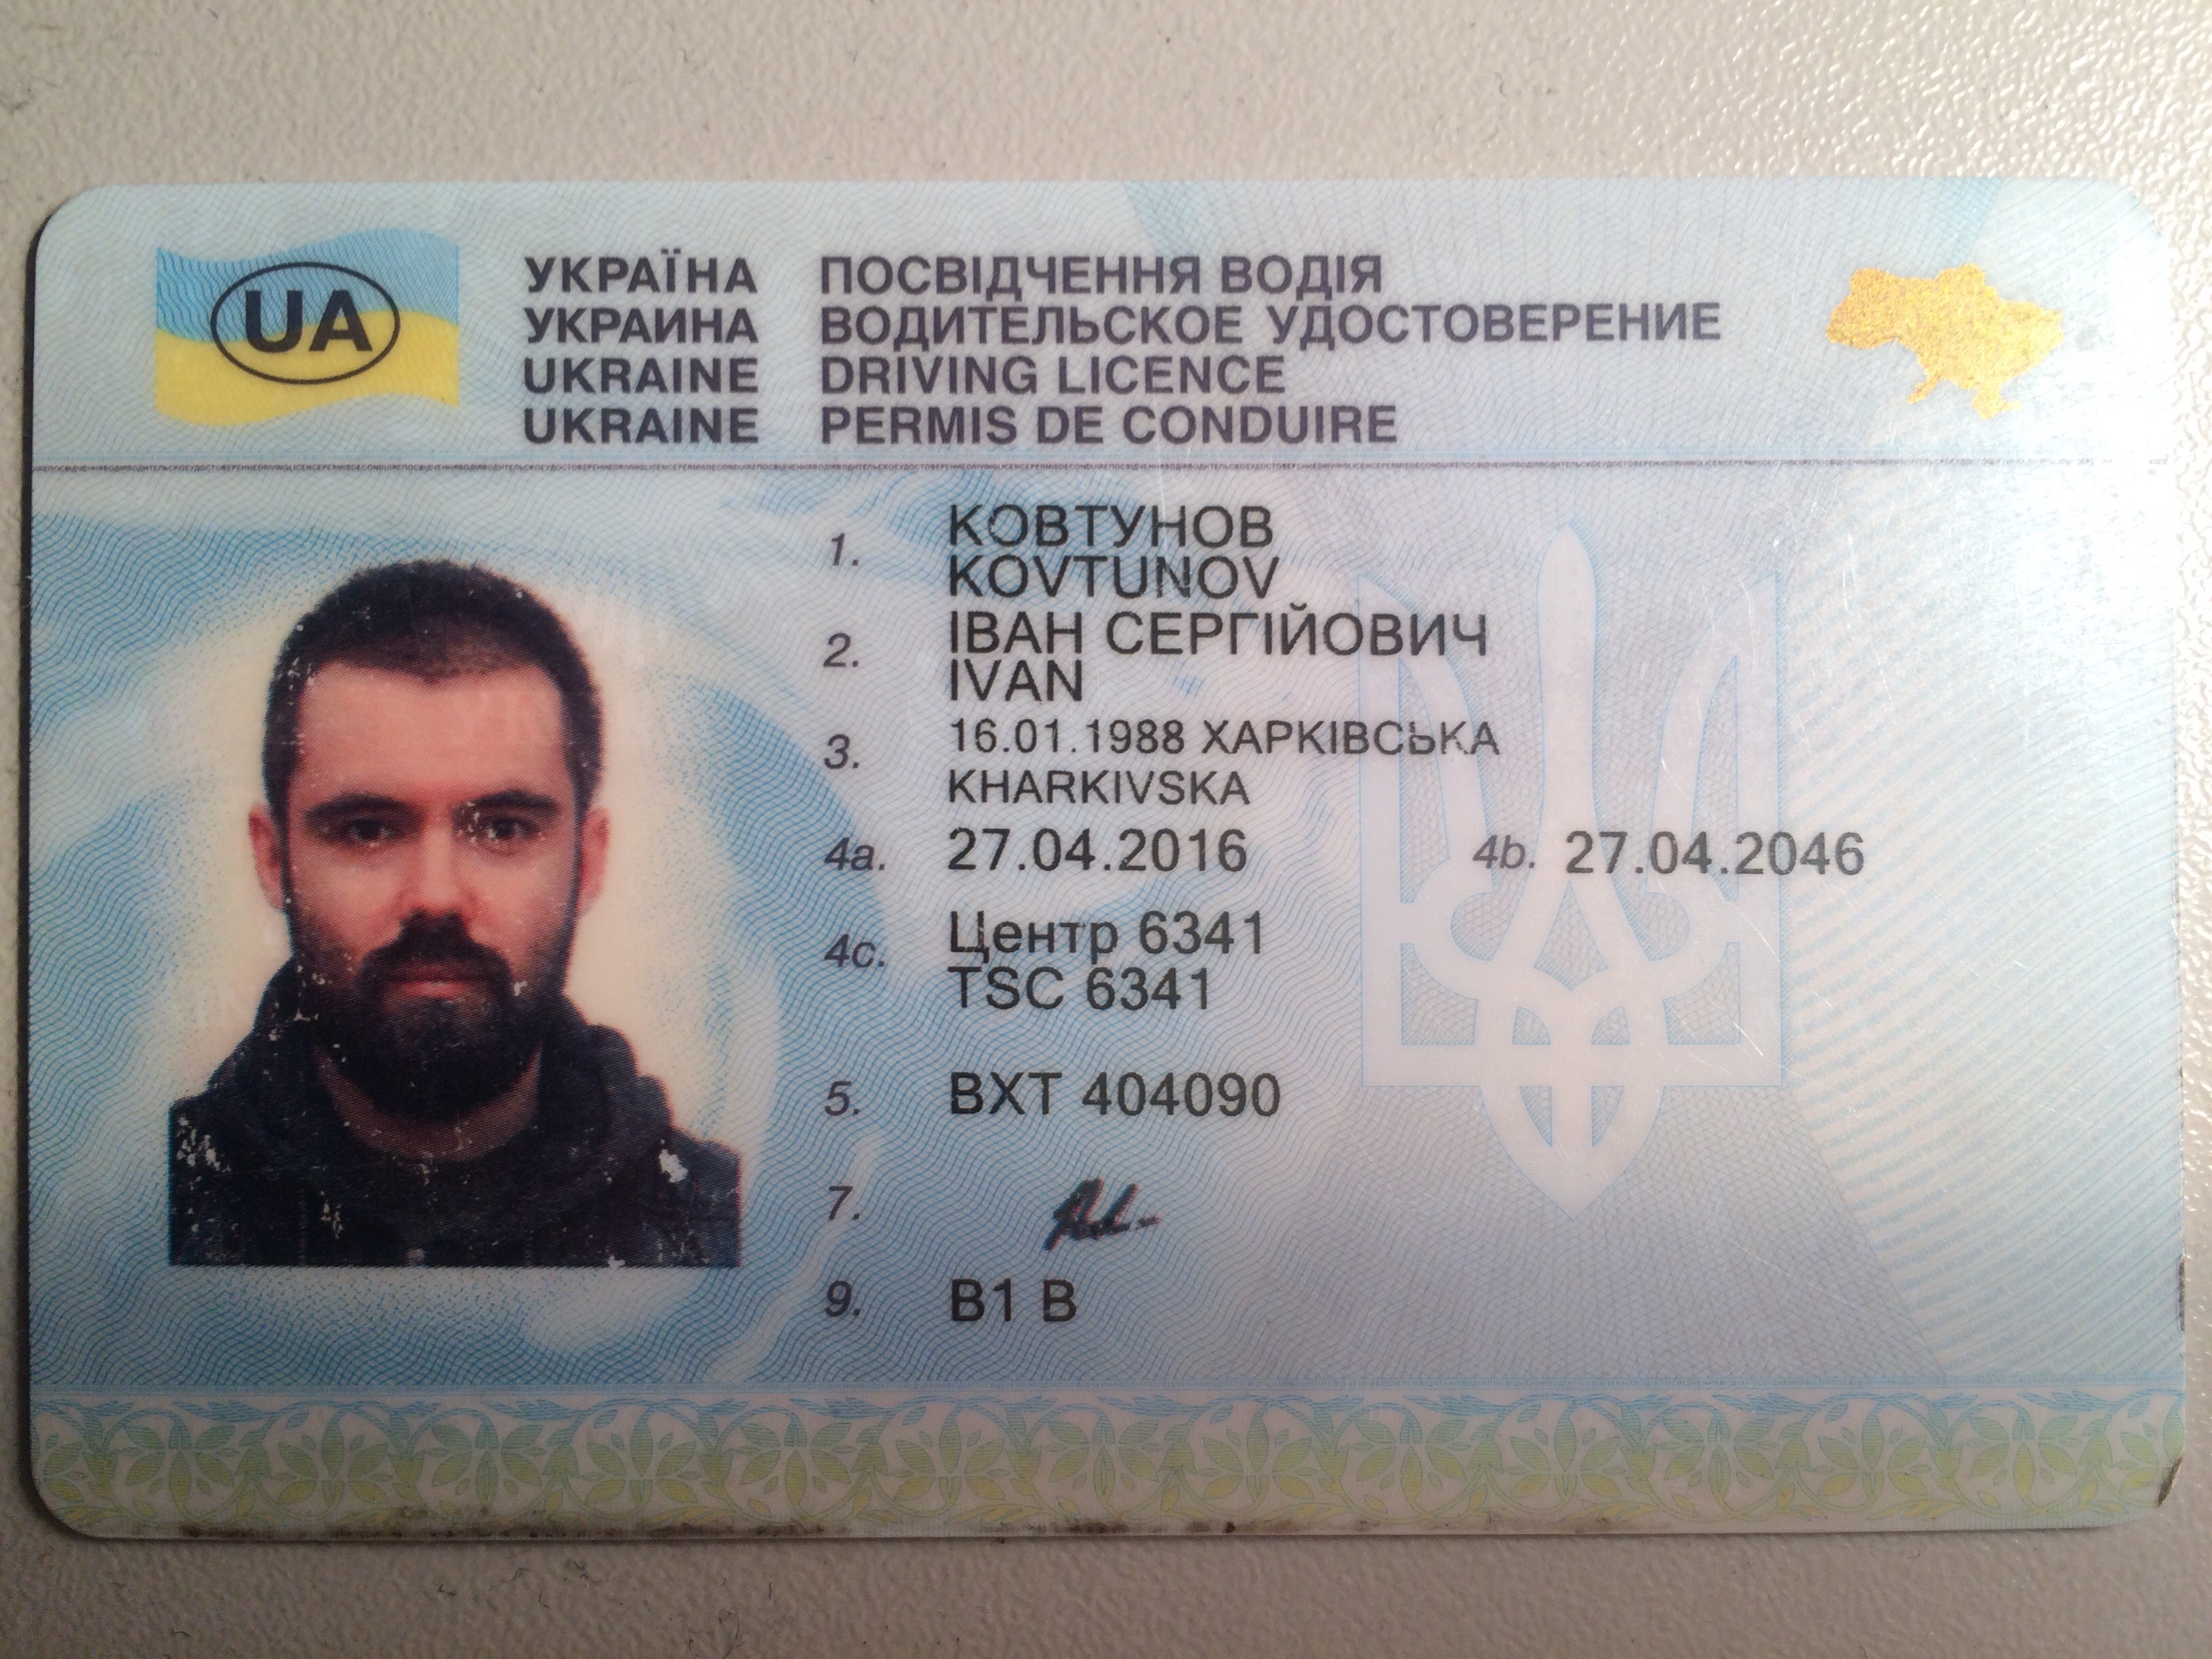 UA
УКРАЇНА ПОСВІДЧЕННЯ ВОДІЯ
УКРАИНА ВОДИТЕЛЬСКОЕ УДОСТОВЕРЕНИЕ
UKRAINE DRIVING LICENCE
UKRAINE PERMIS DE CONDUIRE
1. КОВТУНОВ
KOVTUNOV
2. ІВАН СЕРГІЙОВИЧ
IVAN
3. 16.01.1988 ХАРКІВСЬКА
KHARKIVSKA
4a. 27.04.2016 4b. 27.04.2046
4c. Центр 6341
TSC 6341
5. ВХТ 404090
7.
9. B1 B